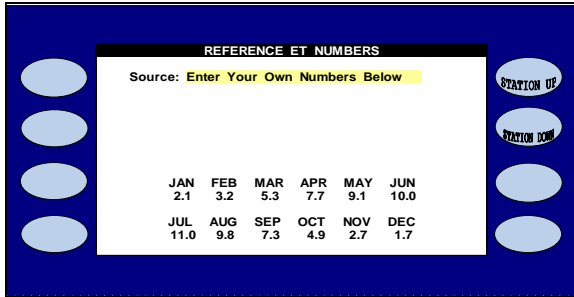 REFERENCE ET NUMBERS
Source: Enter Your Own Numbers Below
STATION UP
STATION DOWN
JAN FEB MAR APR MAY JUN
2.1 3.2 5.3 7.7 9.1 10.0
JUL AUG SEP OCT NOV DEC
11.0 9.8 7.3 4.9 2.7 1.7